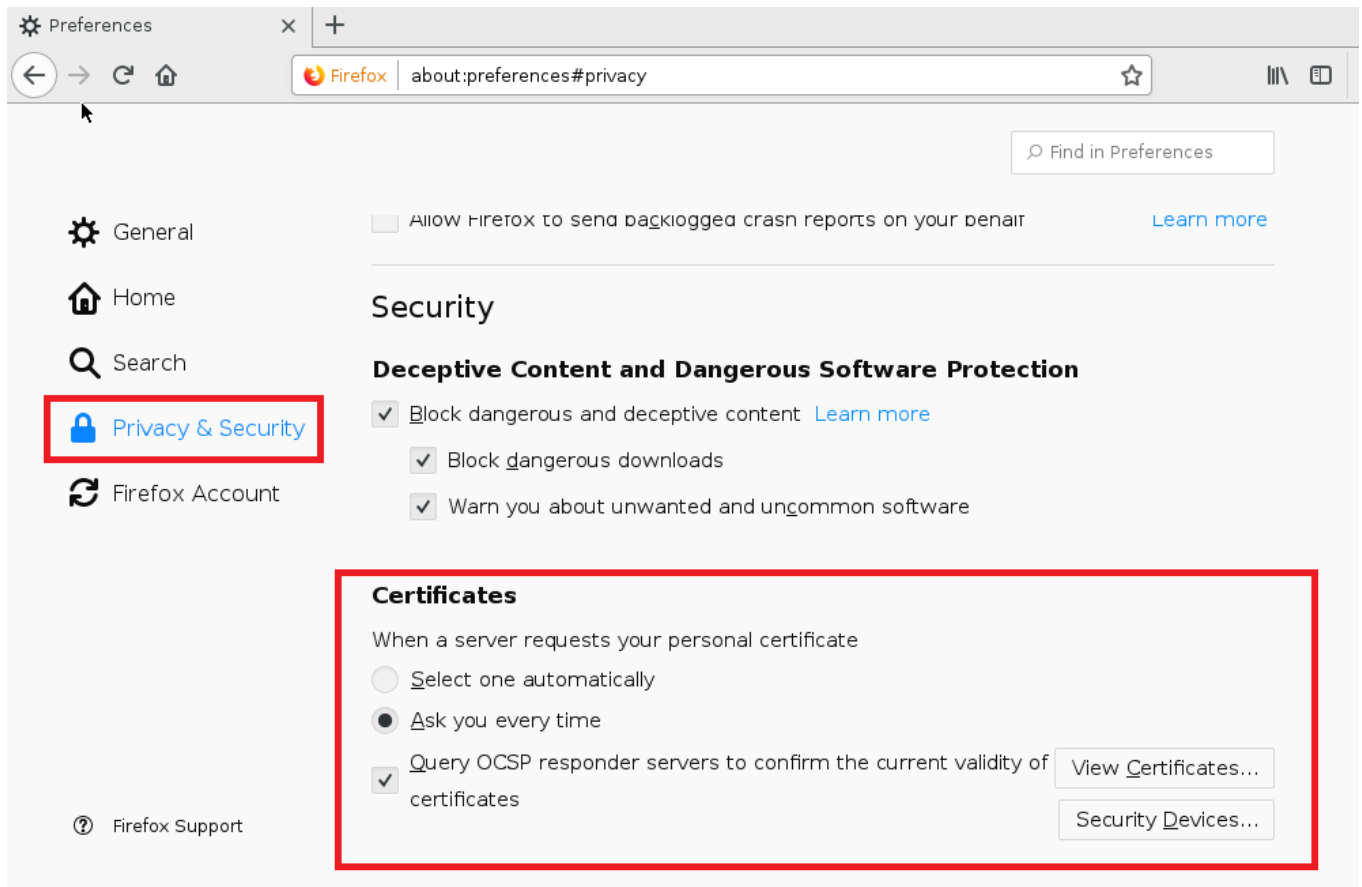 Preferences
Firefox about:preferences#privacy
Find in Preferences
General
Home
Search
Privacy & Security
Firefox Account
Firefox Support
Allow Firefox to send backlogged crash reports on your behalf Learn more
Security
Deceptive Content and Dangerous Software Protection
Block dangerous and deceptive content Learn more
Block dangerous downloads
Warn you about unwanted and uncommon software
Certificates
When a server requests your personal certificate
Select one automatically
Ask you every time
Query OCSP responder servers to confirm the current validity of
certificates
View Certificates...
Security Devices...